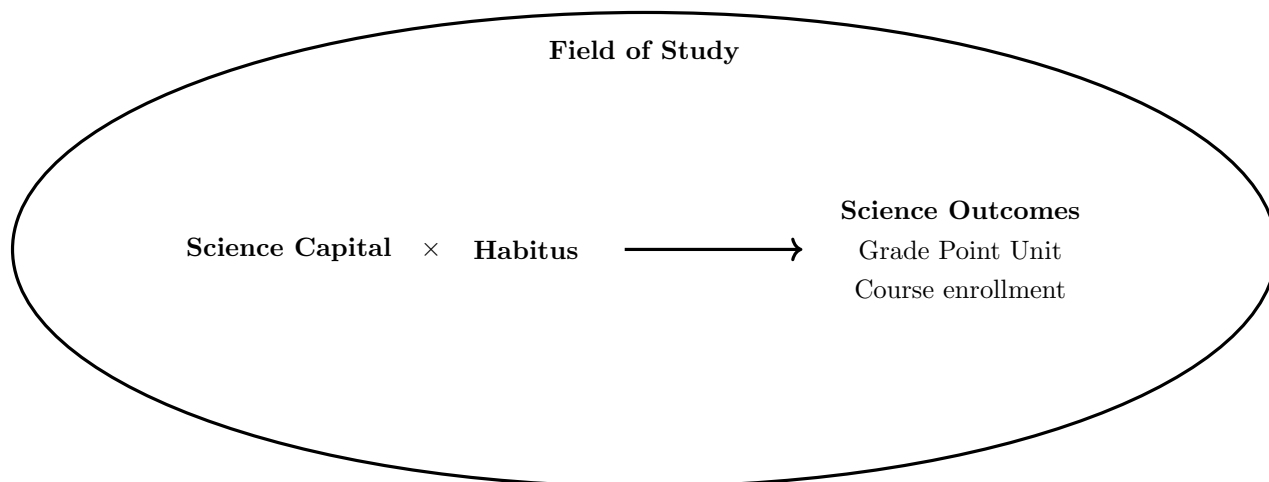 Field of Study
Science Capital × Habitus
Science Outcomes
Grade Point Unit
Course enrollment